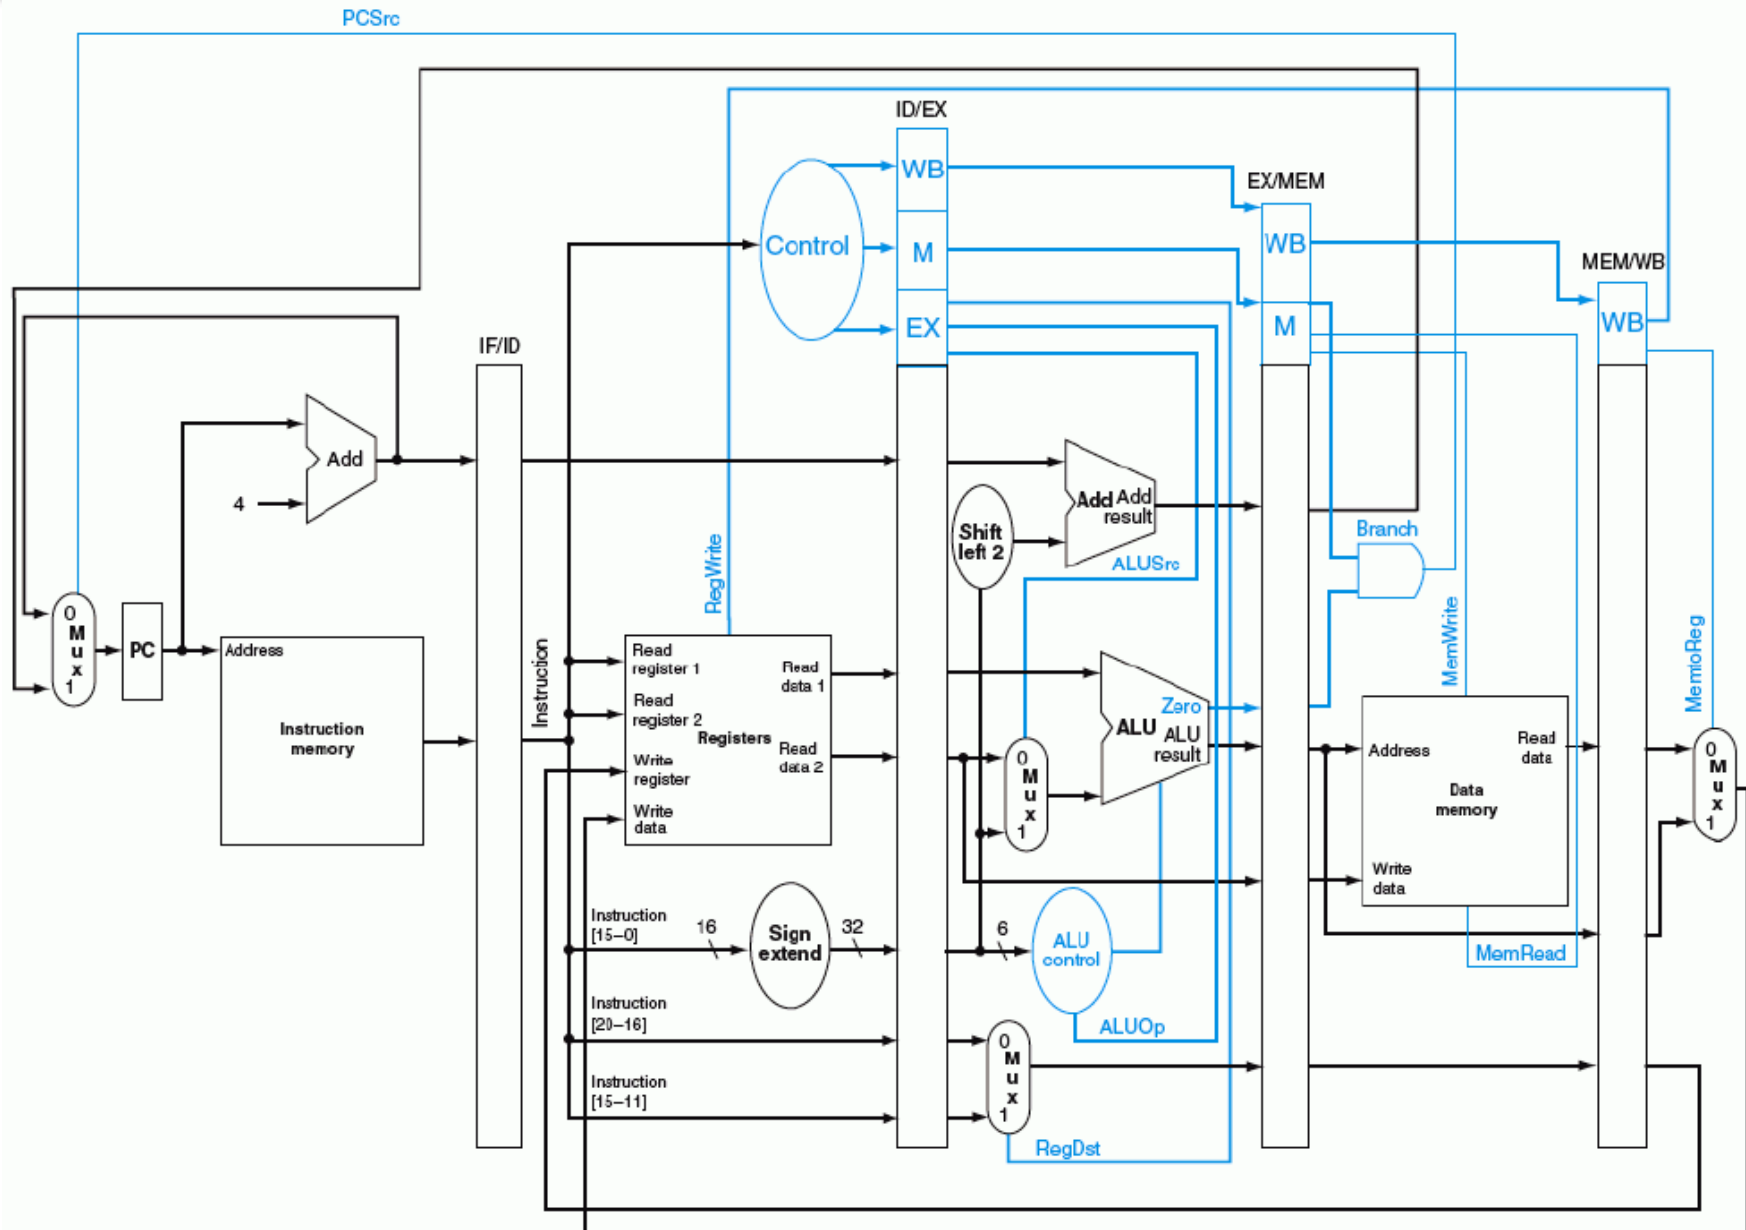 PCSrc
ID/EX
WB
EX/MEM
Control
M
WB
MEM/WB
EX
M
WB
IF/ID
Add
4
Add Add
result
Shift
left 2
Branch
ALUSrc
RegWrite
MemWrite
MemioReg
0
M
u
x
1
PC
Address
Instruction
memory
Instruction
Read
register 1
Read
data 1
Read
register 2
Registers
Read
data 2
Write
register
Write
data
Zero
ALU
ALU
result
0
M
u
x
1
Address
Read
data
Data
memory
Write
data
0
M
u
x
1
Instruction
[15–0]
16
Sign
extend
32
6
ALU
control
MemRead
Instruction
[20–16]
ALUOp
0
M
u
x
1
Instruction
[15–11]
RegDst